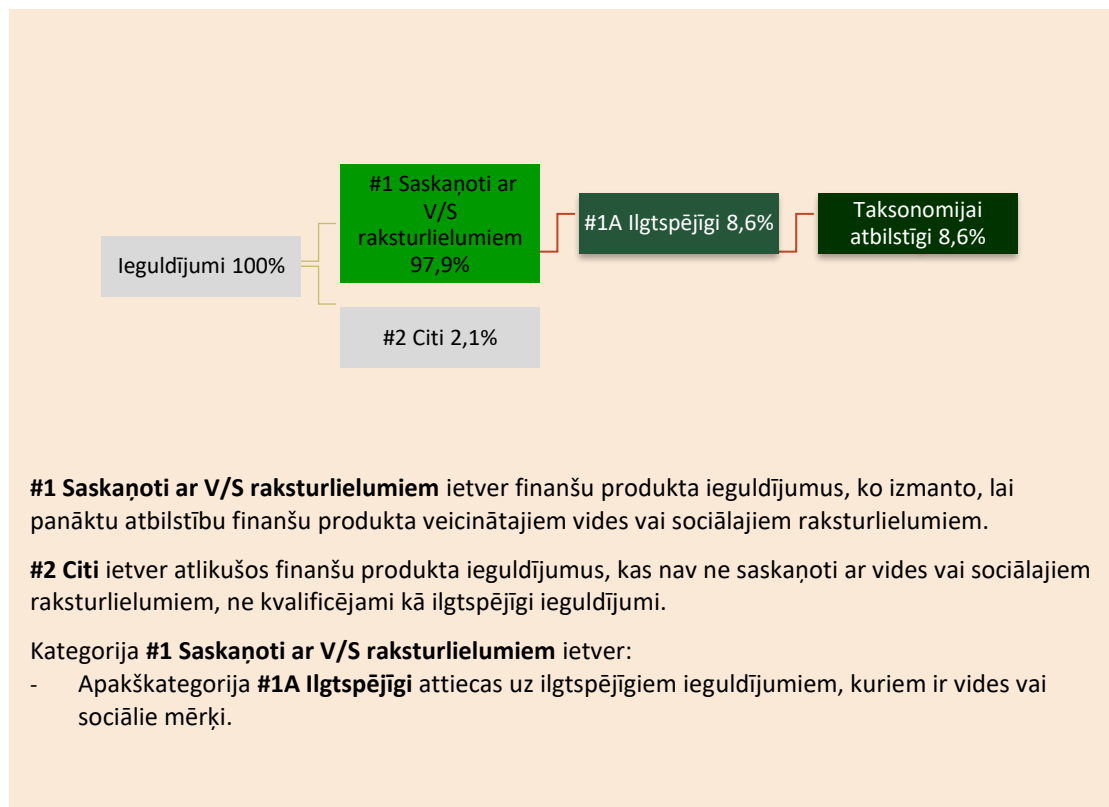 #1 Saskaņoti ar
V/S
raksturlielumiem
97,9%
#1A Ilgtspējīgi 8,6%
Taksonomijai
atbilstīgi 8,6%
Ieguldījumi 100%
#2 Citi 2,1%
#1 Saskaņoti ar V/S raksturlielumiem ietver finanšu produkta ieguldījumus, ko izmanto, lai
panāktu atbilstību finanšu produkta veicinātajiem vides vai sociālajiem raksturlielumiem.
#2 Citi ietver atlikušos finanšu produkta ieguldījumus, kas nav ne saskaņoti ar vides vai sociālajiem
raksturlielumiem, ne kvalificējami kā ilgtspējīgi ieguldījumi.
Kategorija #1 Saskaņoti ar V/S raksturlielumiem ietver:
- Apakškategorija #1A Ilgtspējīgi attiecas uz ilgtspējīgiem ieguldījumiem, kuriem ir vides vai
sociālie mērķi.